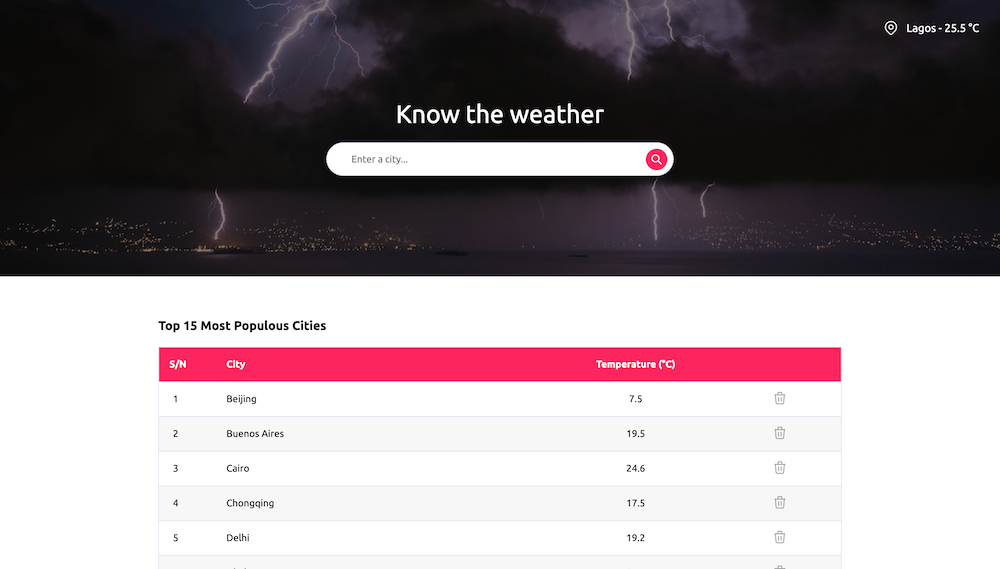 Lagos - 25.5 °C
Know the weather
Enter a city...
Top 15 Most Populous Cities
S/N City Temperature (°C)
1 Beijing 7.5
2 Buenos Aires 19.5
3 Cairo 24.6
4 Chongqing 17.5
5 Delhi 19.2